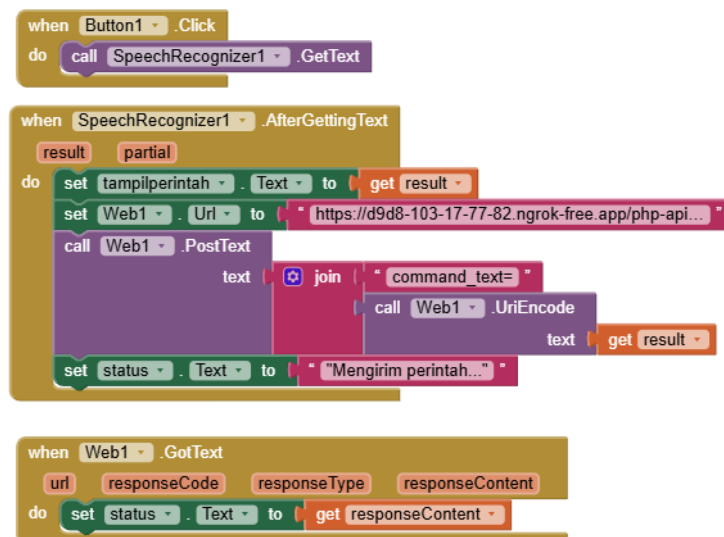 when Button1 .Click
do call SpeechRecognizer1 .GetText
when SpeechRecognizer1 .AfterGettingText
result partial
do set tampilperintah . Text to get result
set Web1 . Url to " https://d9d8-103-17-77-82.ngrok-free.app/php-api... "
call Web1 .PostText
text join " command_text= "
call Web1 .UriEncode
text get result
set status . Text to " "Mengirim perintah..." "
when Web1 .GotText
url responseCode responseType responseContent
do set status . Text to get responseContent